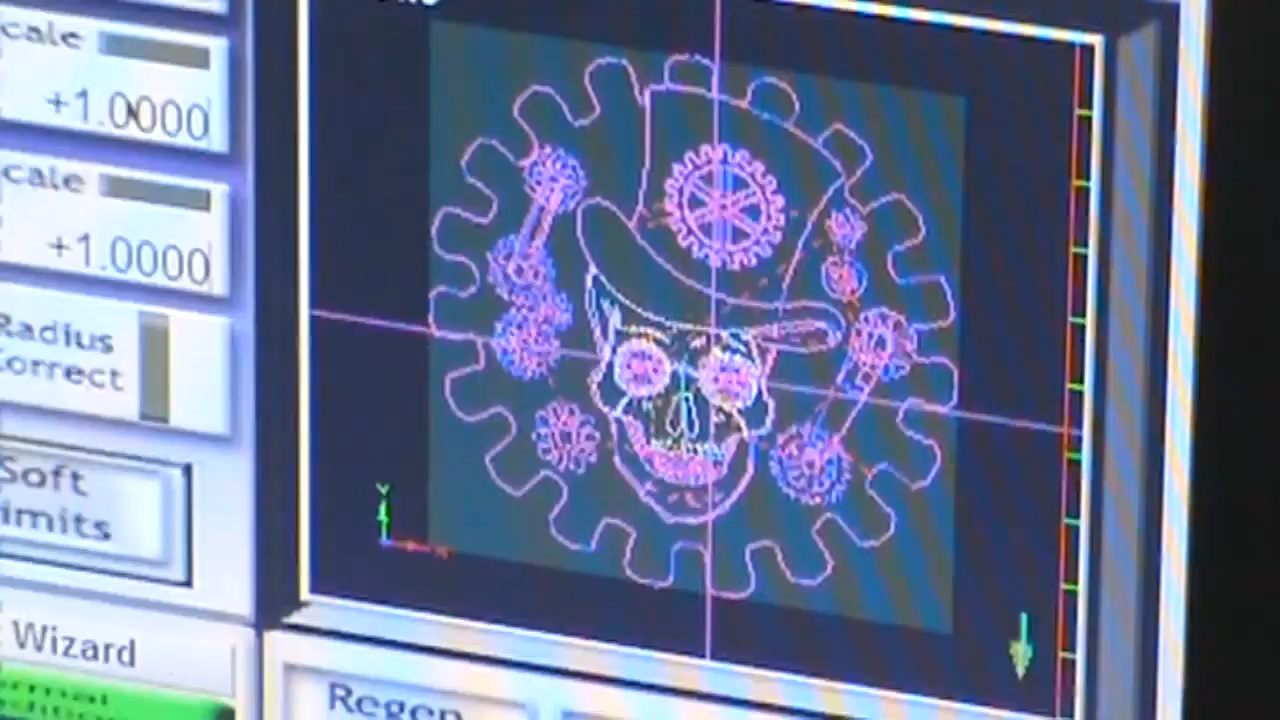 cale
+1.0000
cale
+1.0000
Radius
Correct
Soft
imits
Wizard
Regen
Y